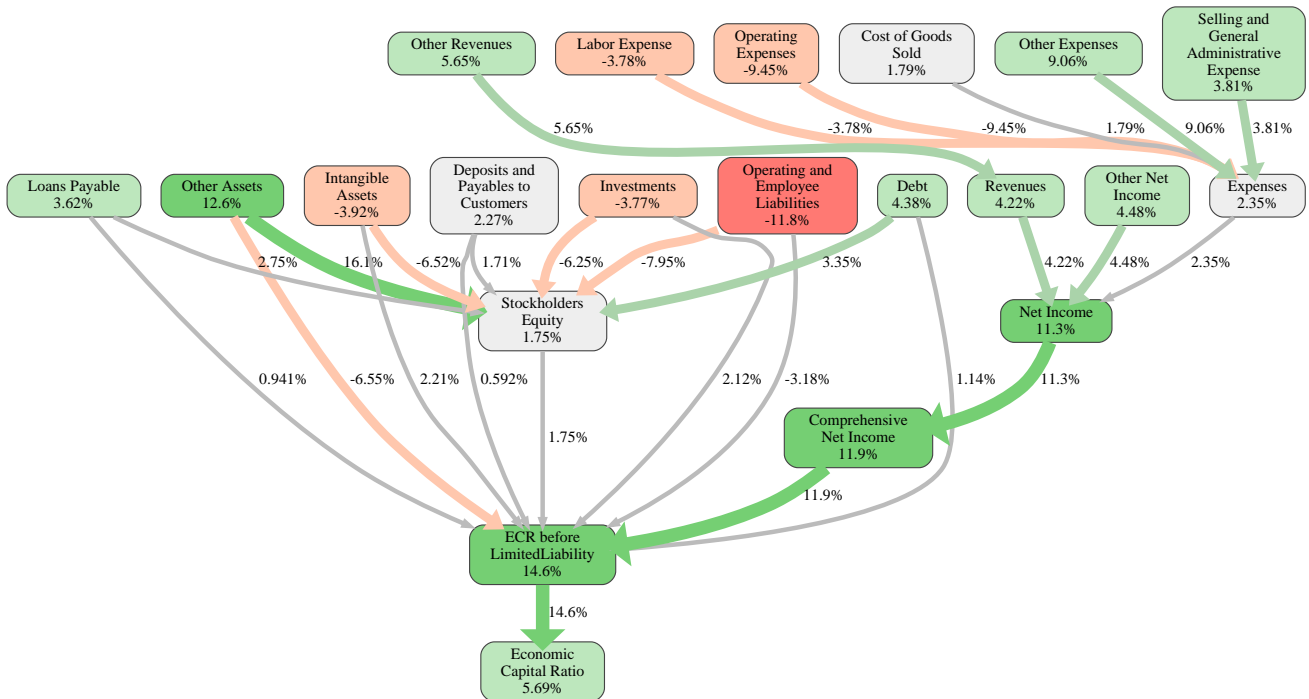 Other Revenues
5.65%
Labor Expense
-3.78%
Operating
Expenses
-9.45%
Cost of Goods
Sold
1.79%
Other Expenses
9.06%
Selling and
General
Administrative
Expense
3.81%
5.65%
-3.78%
-9.45%
1.79%
9.06%
3.81%
Loans Payable
3.62%
Other Assets
12.6%
Intangible
Assets
-3.92%
Deposits and
Payables to
Customers
2.27%
Investments
-3.77%
Operating and
Employee
Liabilities
-11.8%
Debt
4.38%
Revenues
4.22%
Other Net
Income
4.48%
Expenses
2.35%
2.75%
16.1%
-6.52%
1.71%
-6.25%
-7.95%
3.35%
4.22%
4.48%
2.35%
Stockholders
Equity
1.75%
Net Income
11.3%
0.941%
-6.55%
2.21%
0.592%
2.12%
-3.18%
1.14%
11.3%
1.75%
Comprehensive
Net Income
11.9%
11.9%
ECR before
LimitedLiability
14.6%
14.6%
Economic
Capital Ratio
5.69%